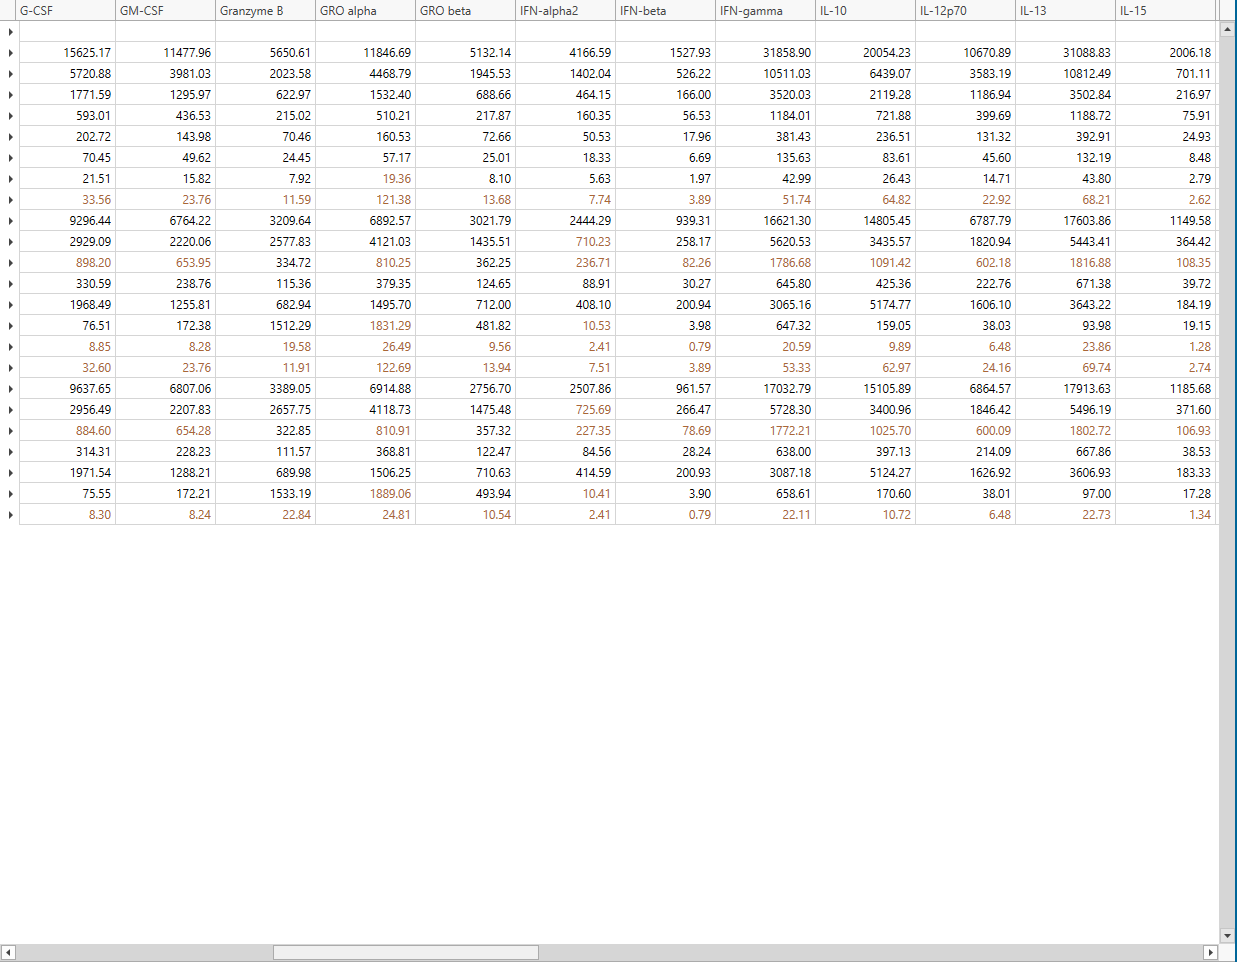 G-CSF GM-CSF Granzyme B GRO alpha GRO beta IFN-alpha2 IFN-beta IFN-gamma IL-10 IL-12p70 IL-13 IL-15
15625.17 11477.96 5650.61 11846.69 5132.14 4166.59 1527.93 31858.90 20054.23 10670.89 31088.83 2006.18
5720.88 3981.03 2023.58 4468.79 1945.53 1402.04 526.22 10511.03 6439.07 3583.19 10812.49 701.11
1771.59 1295.97 622.97 1532.40 688.66 464.15 166.00 3520.03 2119.28 1186.94 3502.84 216.97
593.01 436.53 215.02 510.21 217.87 160.35 56.53 1184.01 721.88 399.69 1188.72 75.91
202.72 143.98 70.46 160.53 72.66 50.53 17.96 381.43 236.51 131.32 392.91 24.93
70.45 49.62 24.45 57.17 25.01 18.33 6.69 135.63 83.61 45.60 132.19 8.48
21.51 15.82 7.92 19.36 8.10 5.63 1.97 42.99 26.43 14.71 43.80 2.79
33.56 23.76 11.59 121.38 13.68 7.74 3.89 51.74 64.82 22.92 68.21 2.62
9296.44 6764.22 3209.64 6892.57 3021.79 2444.29 939.31 16621.30 14805.45 6787.79 17603.86 1149.58
2929.09 2220.06 2577.83 4121.03 1435.51 710.23 258.17 5620.53 3435.57 1820.94 5443.41 364.42
898.20 653.95 334.72 810.25 362.25 236.71 82.26 1786.68 1091.42 602.18 1816.88 108.35
330.59 238.76 115.36 379.35 124.65 88.91 30.27 645.80 425.36 222.76 671.38 39.72
1968.49 1255.81 682.94 1495.70 712.00 408.10 200.94 3065.16 5174.77 1606.10 3643.22 184.19
76.51 172.38 1512.29 1831.29 481.82 10.53 3.98 647.32 159.05 38.03 93.98 19.15
8.85 8.28 19.58 26.49 9.56 2.41 0.79 20.59 9.89 6.48 23.86 1.28
32.60 23.76 11.91 122.69 13.94 7.51 3.89 53.33 62.97 24.16 69.74 2.74
9637.65 6807.06 3389.05 6914.88 2756.70 2507.86 961.57 17032.79 15105.89 6864.57 17913.63 1185.68
2956.49 2207.83 2657.75 4118.73 1475.48 725.69 266.47 5728.30 3400.96 1846.42 5496.19 371.60
884.60 654.28 322.85 810.91 357.32 227.35 78.69 1772.21 1025.70 600.09 1802.72 106.93
314.31 228.23 111.57 368.81 122.47 84.56 28.24 638.00 397.13 214.09 667.86 38.53
1971.54 1288.21 689.98 1506.25 710.63 414.59 200.93 3087.18 5124.27 1626.92 3606.93 183.33
75.55 172.21 1533.19 1889.06 493.94 10.41 3.90 658.61 170.60 38.01 97.00 17.28
8.30 8.24 22.84 24.81 10.54 2.41 0.79 22.11 10.72 6.48 22.73 1.34